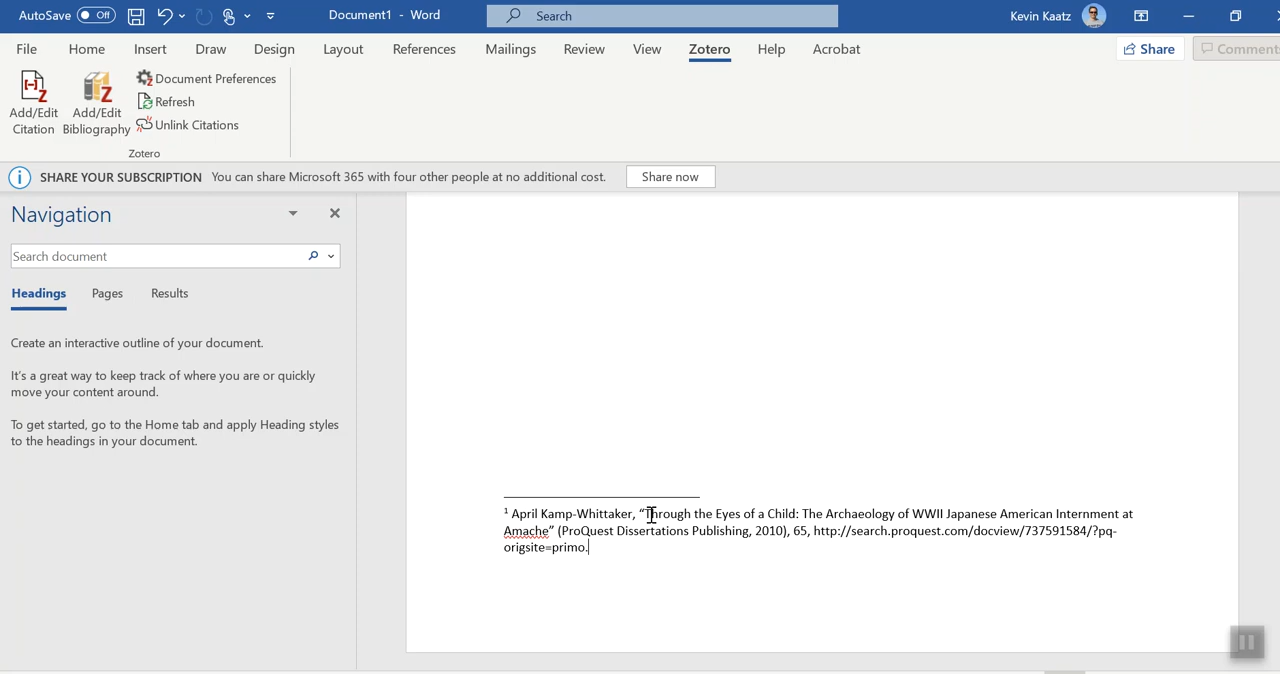 AutoSave Off Document1 - Word Search Kevin Kaatz
File Home Insert Draw Design Layout References Mailings Review View Zotero Help Acrobat Share Comment
Document Preferences
Refresh
Add/Edit Add/Edit
Citation Bibliography Unlink Citations
Zotero
SHARE YOUR SUBSCRIPTION You can share Microsoft 365 with four other people at no additional cost. Share now
Navigation
Search document
Headings Pages Results
Create an interactive outline of your document.
It's a great way to keep track of where you are or quickly
move your content around.
To get started, go to the Home tab and apply Heading styles
to the headings in your document.
1 April Kamp-Whittaker, “Through the Eyes of a Child: The Archaeology of WWII Japanese American Internment at
Amache” (ProQuest Dissertations Publishing, 2010), 65, http://search.proquest.com/docview/737591584/?pq-
origsite=primo.